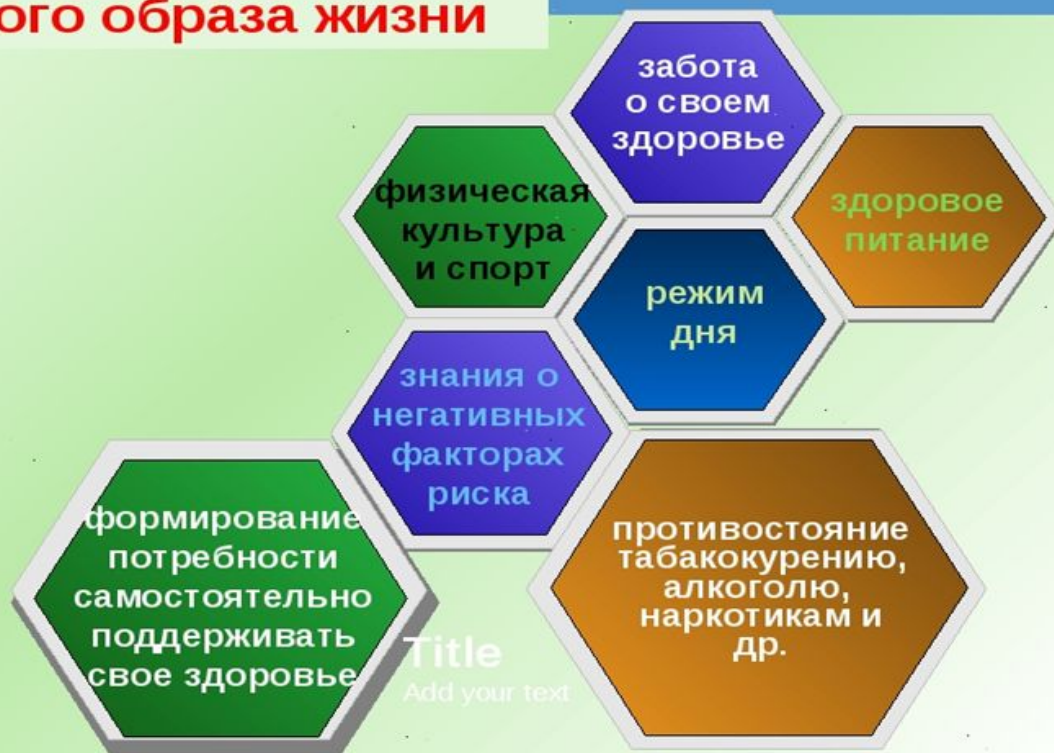 ого образа жизни
забота
о своем
здоровье
физическая
культура
и спорт
здоровое
питание
режим
дня
знания о
негативных
факторах
риска
формирование
потребности
самостоятельно
поддерживать
свое здоровье
противостояние
табакокурению,
алкоголю,
наркотикам и
др.
Title
Add your text